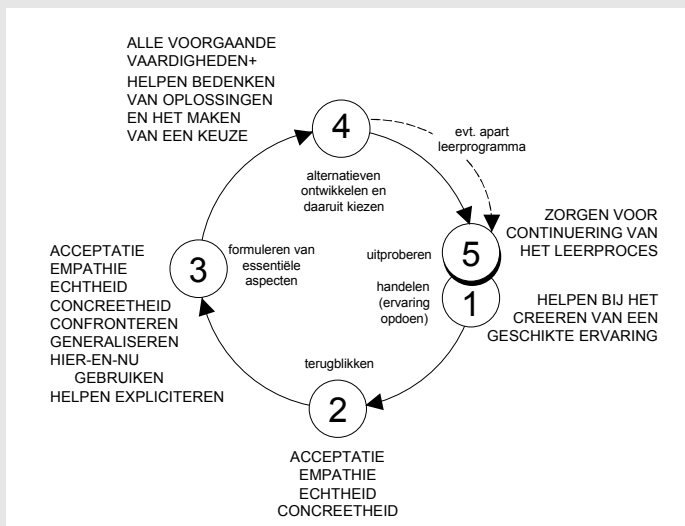 ALLE VOORGAANDE
VAARDIGHEDEN+
HELPEN BEDENKEN
VAN OPLOSSINGEN
EN HET MAKEN
VAN EEN KEUZE
4
evt. apart
leerprogramma
alternatieven
ontwikkelen en
daaruit kiezen
ZORGEN VOOR
CONTINUERING VAN
HET LEERPROCES
5
uitproberen
handelen
(ervaring
opdoen)
1
HELPEN BIJ HET
CREEREN VAN EEN
GESCHIKTE ERVARING
ACCEPTATIE
EMPATHIE
ECHTHEID
CONCREETHEID
CONFRONTEREN
GENERALISEREN
HIER-EN-NU
GEBRUIKEN
HELPEN EXPLICITEREN
3
formuleren van
essentiële
aspecten
terugblikken
2
ACCEPTATIE
EMPATHIE
ECHTHEID
CONCREETHEID